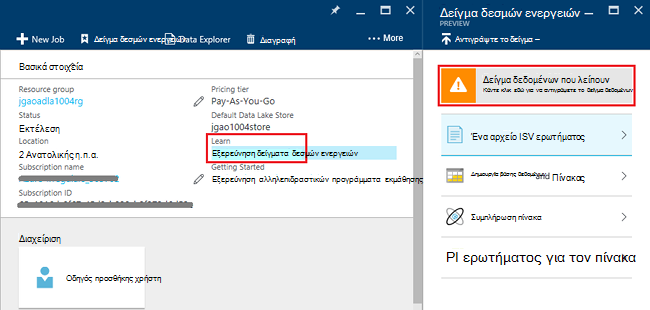 + New Job
Δείγμα δεσμών ενεργειών
Data Explorer
Διαγραφή
••• More
Βασικά στοιχεία
Resource group
jgaoadla1004rg
Status
Εκτέλεση
Location
2 Ανατολικής η.π.α.
Subscription name
Subscription ID
Pricing tier
Pay-As-You-Go
Default Data Lake Store
jgao1004store
Learn
Εξερεύνηση δείγματα δεσμών ενεργειών
Getting Started
Εξερεύνηση αλληλεπιδραστικών προγράμματα εκμάθησης
Διαχείριση
Οδηγός προσθήκης χρήστη
Δείγμα δεσμών ενεργειών —
PREVIEW
Αντιγράψτε το δείγμα –
Δείγμα δεδομένων που λείπουν
Κάντε κλικ εδώ για να αντιγράψετε το δείγμα δεδομένων
Ένα αρχείο ISV ερωτήματος
Δημιουργία βάσης δεδομένων and Πίνακας
Συμπλήρωση πίνακα
PI ερωτήματος για τον πίνακα